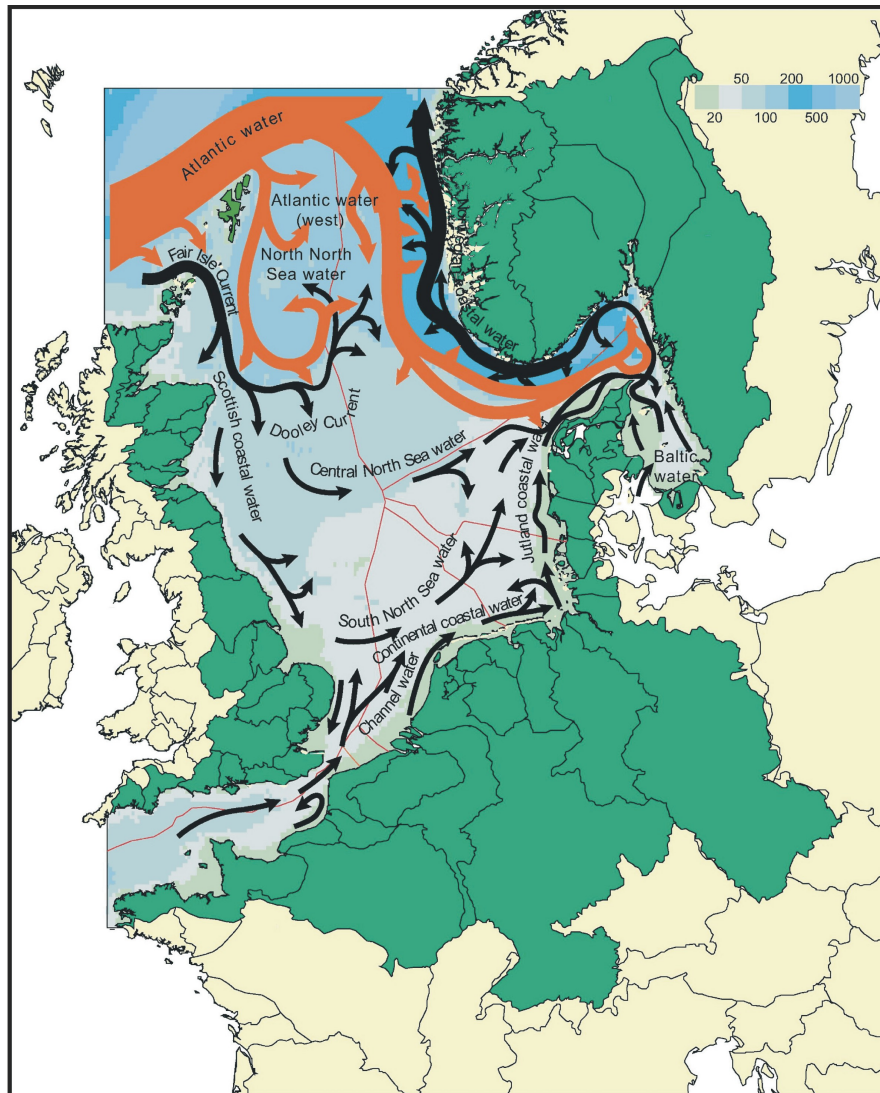 0 50 200 1000
20 100 500
Atlantic water
Atlantic water
(west)
North North
Sea water
Fair Isle Current
Norwegian coastal water
Scottish coastal water
Dooley Current
Central North Sea water
Jutland coastal water
Baltic
water
South North Sea water
Continental coastal water
Channel water